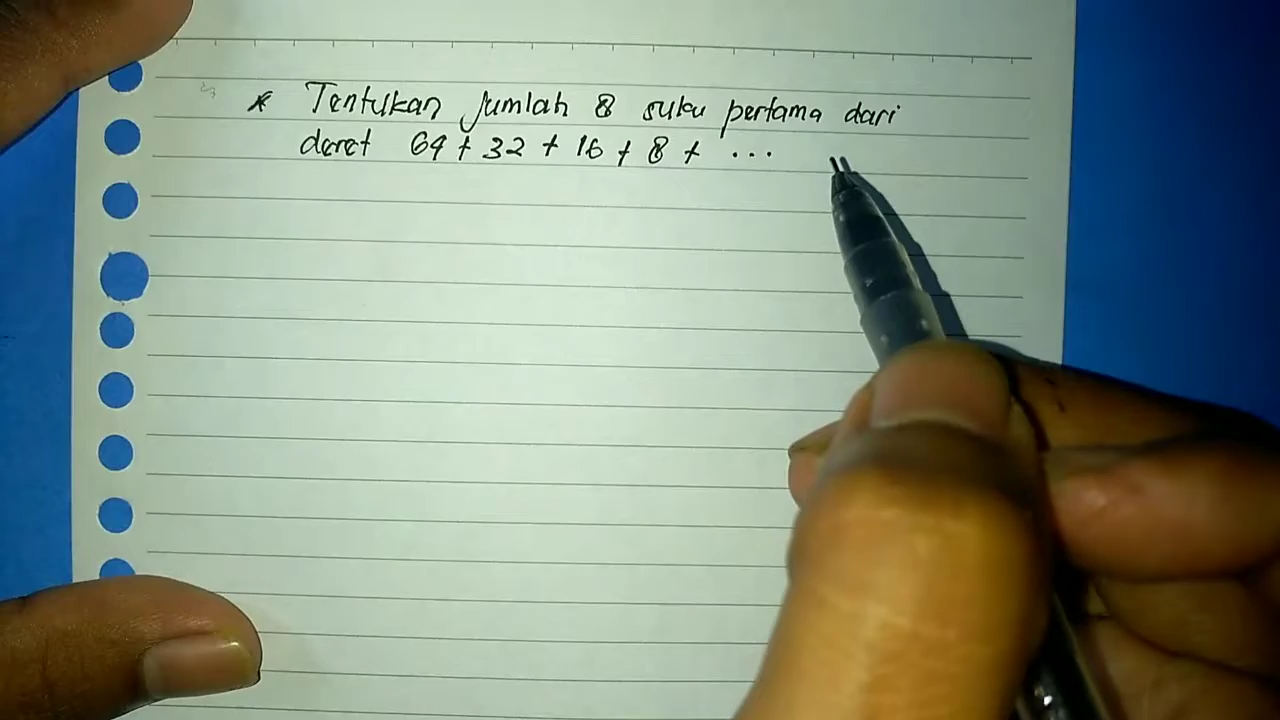 * Tentukan jumlah 8 suku pertama dari
deret 64 + 32 + 16 + 8 + ...